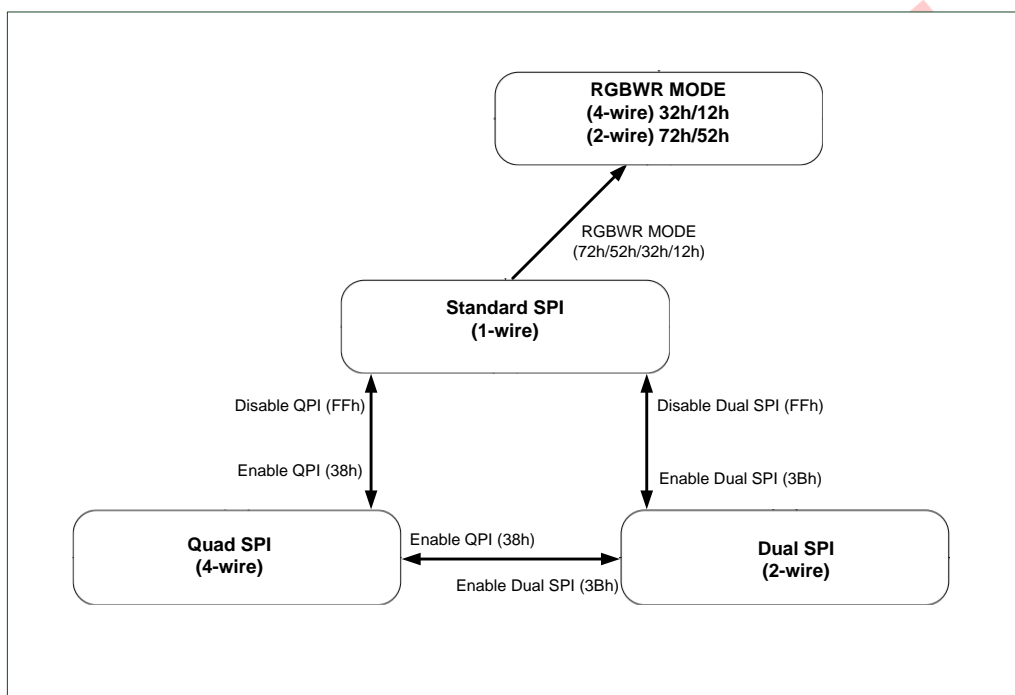 RGBWR MODE
(4-wire) 32h/12h
(2-wire) 72h/52h
RGBWR MODE
(72h/52h/32h/12h)
Standard SPI
(1-wire)
Disable QPI (FFh)
Disable Dual SPI (FFh)
Enable QPI (38h)
Enable Dual SPI (3Bh)
Quad SPI
(4-wire)
Enable QPI (38h)
Enable Dual SPI (3Bh)
Dual SPI
(2-wire)